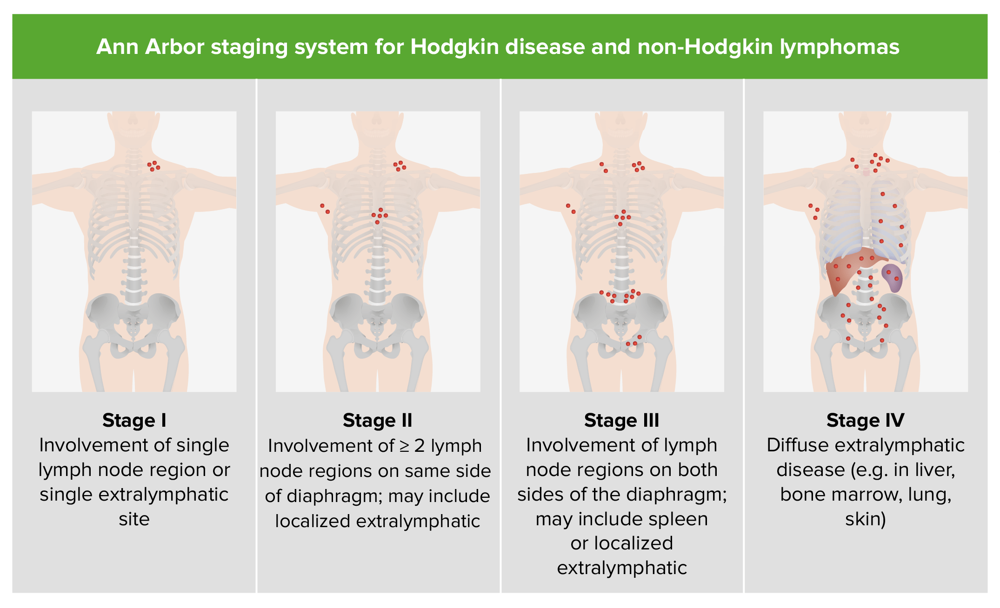 Ann Arbor staging system for Hodgkin disease and non-Hodgkin lymphomas
Stage I
Involvement of single
lymph node region or
single extralymphatic
site
Stage II
Involvement of ≥ 2 lymph
node regions on same side
of diaphragm; may include
localized extralymphatic
Stage III
Involvement of lymph
node regions on both
sides of the diaphragm;
may include spleen
or localized
extralymphatic
Stage IV
Diffuse extralymphatic
disease (e.g. in liver,
bone marrow, lung,
skin)